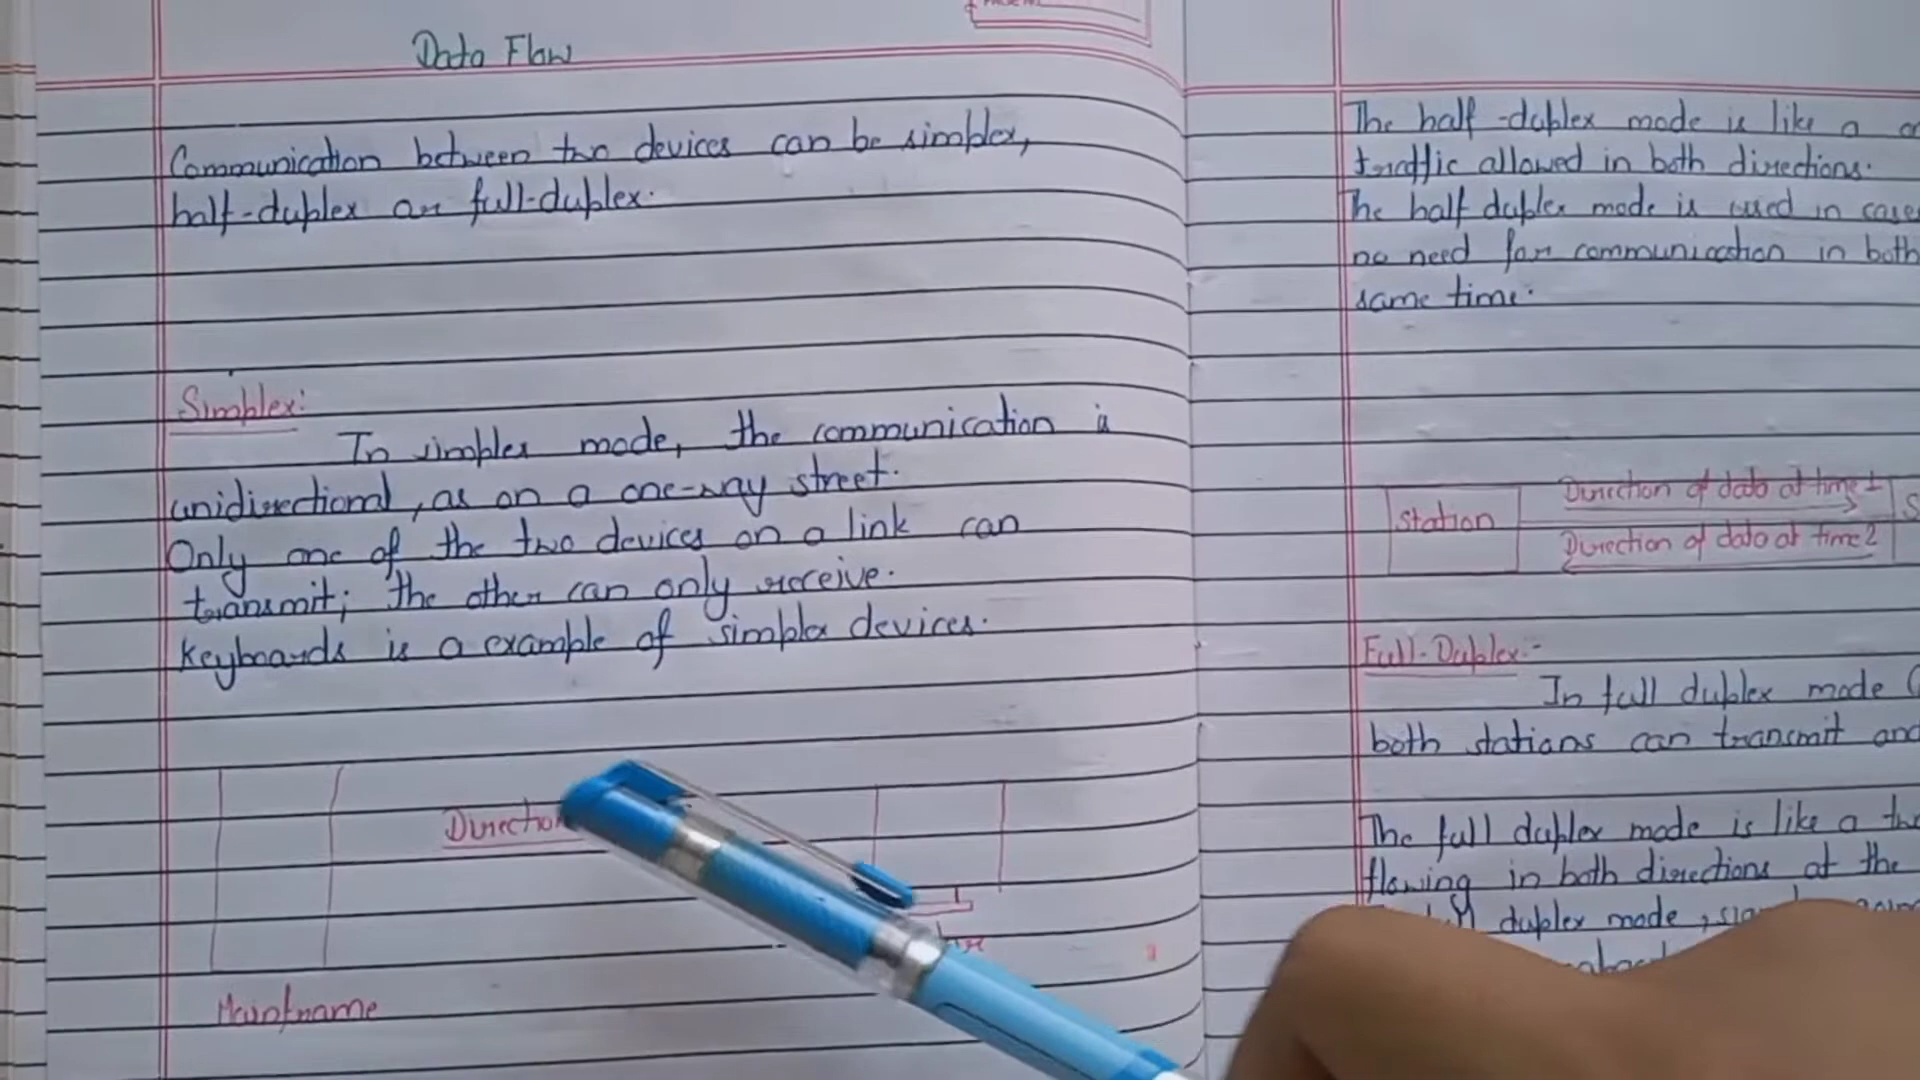 Data Flow
Communication between two devices can be simplex,
half-duplex or full-duplex.
Simplex:
In simplex mode, the communication is
unidirectional, as on a one-way street.
Only one of the two devices on a link can
transmit; the other can only receive.
Keyboards is a example of simplex devices.
Direction
Mainframe
The half-duplex mode is like a
traffic allowed in both directions.
The half duplex mode is used in
no need for communication in both
same time.
Station
Direction of data at time 1
Direction of data at time 2
Full-Duplex:-
In full duplex mode
both stations can transmit and
The full duplex mode is like a
flowing in both directions at the
duplex mode,